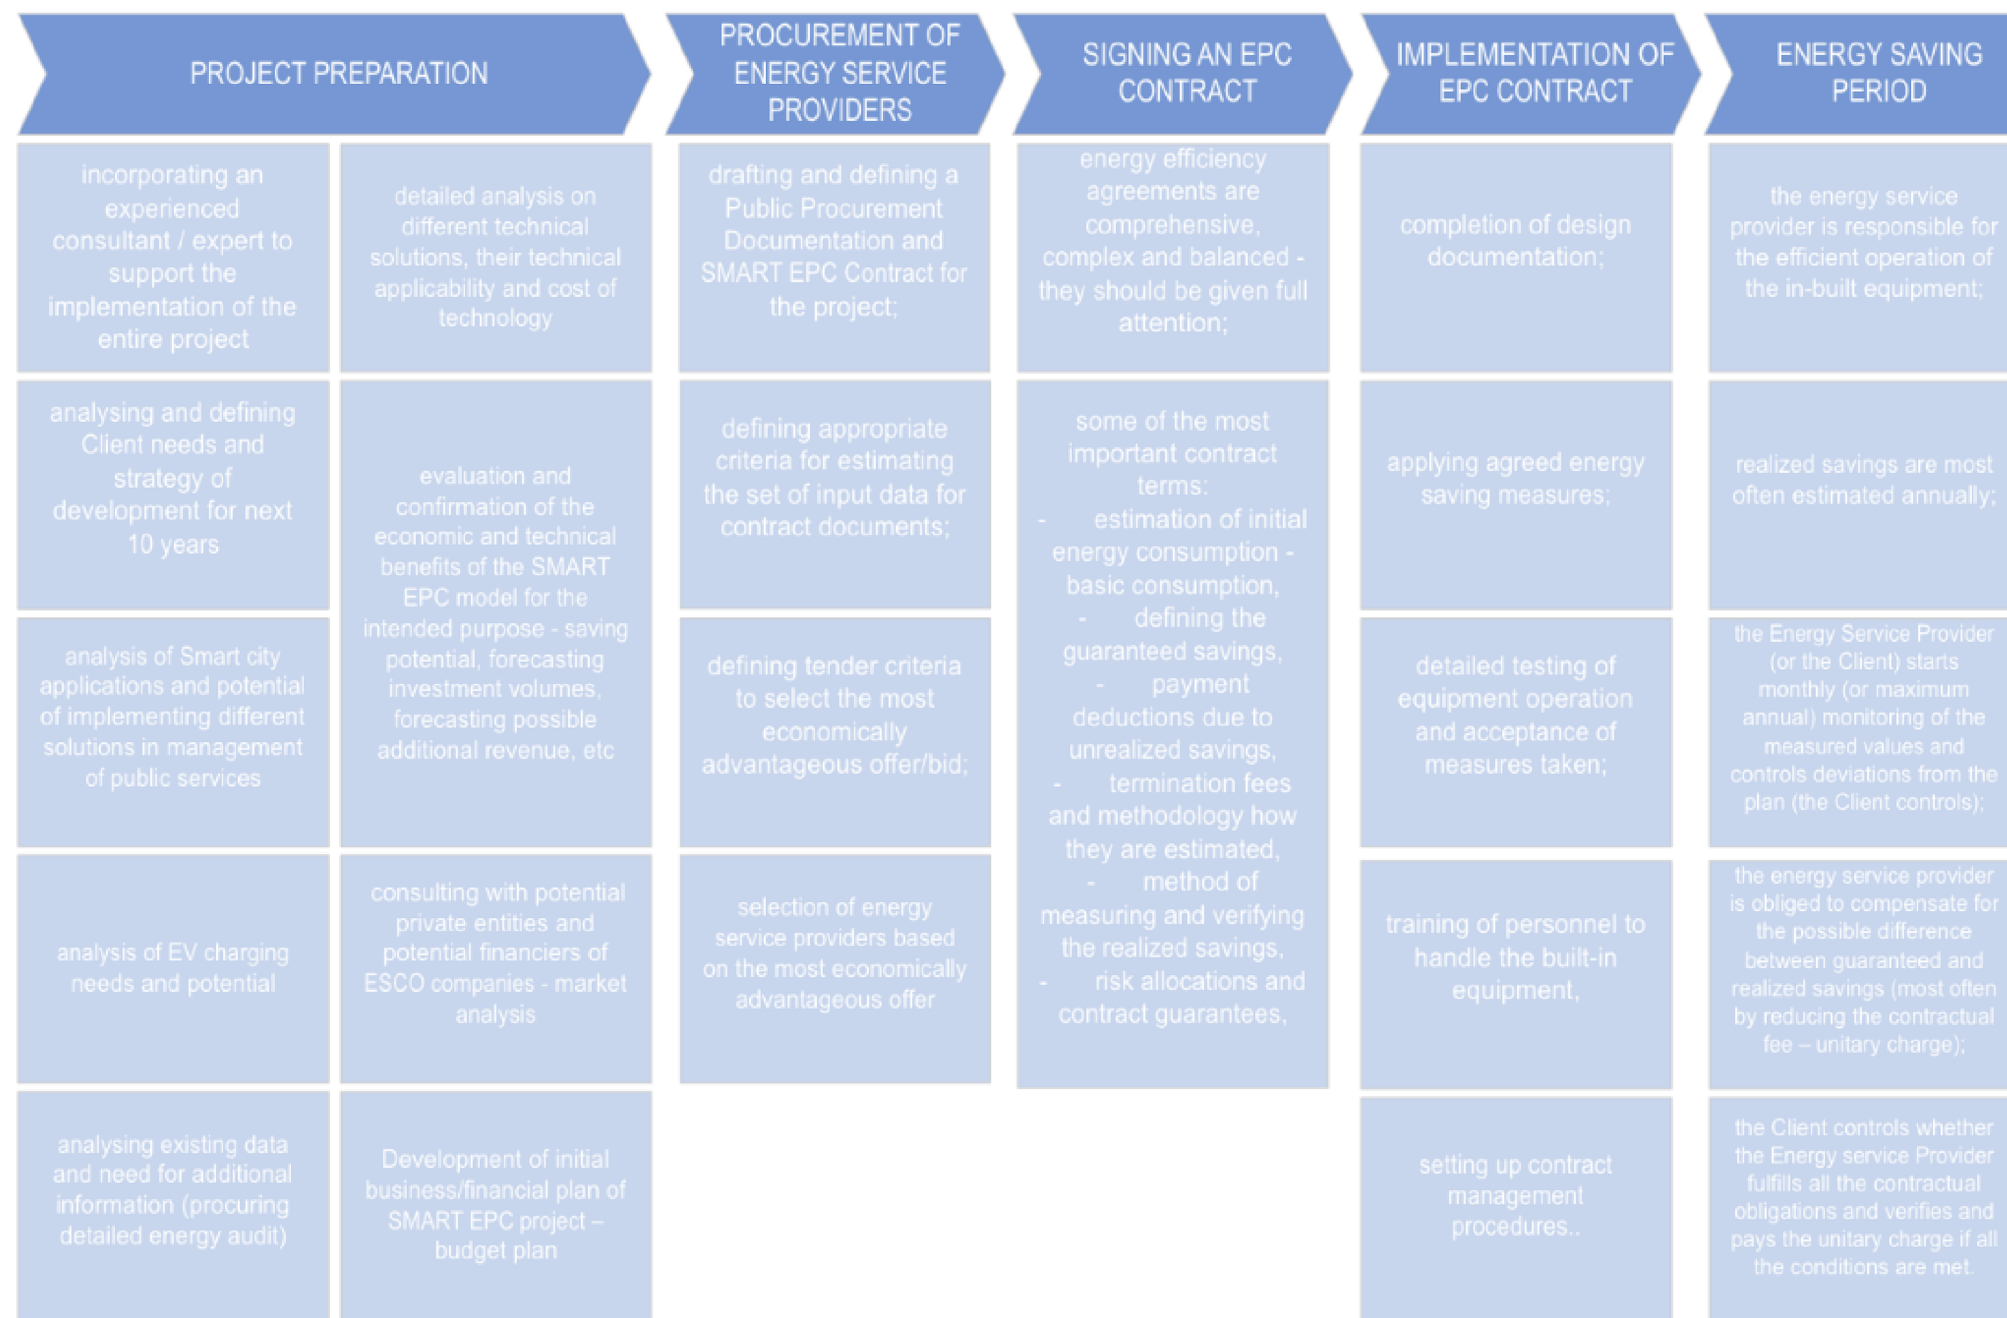 PROJECT PREPARATION
PROCUREMENT OF
ENERGY SERVICE
PROVIDERS
SIGNING AN EPC
CONTRACT
IMPLEMENTATION OF
EPC CONTRACT
ENERGY SAVING
PERIOD
incorporating an
experienced
consultant / expert to
support the
implementation of the
entire project
analysing and defining
Client needs and
strategy of
development for next
10 years
analysis of Smart city
applications and potential
of implementing different
solutions in management
of public services
analysis of EV charging
needs and potential
analysing existing data
and need for additional
information (procuring
detailed energy audit)
detailed analysis on
different technical
solutions, their technical
applicability and cost of
technology
evaluation and
confirmation of the
economic and technical
benefits of the SMART
EPC model for the
intended purpose - saving
potential, forecasting
investment volumes,
forecasting possible
additional revenue, etc
consulting with potential
private entities and
potential financiers of
ESCO companies - market
analysis
Development of initial
business/financial plan of
SMART EPC project –
budget plan
drafting and defining a
Public Procurement
Documentation and
SMART EPC Contract for
the project;
defining appropriate
criteria for estimating
the set of input data for
contract documents;
defining tender criteria
to select the most
economically
advantageous offer/bid;
selection of energy
service providers based
on the most economically
advantageous offer
energy efficiency
agreements are
comprehensive,
complex and balanced -
they should be given full
attention;
some of the most
important contract
terms:
- estimation of initial
energy consumption -
basic consumption,
- defining the
guaranteed savings,
- payment
deductions due to
unrealized savings,
- termination fees
and methodology how
they are estimated,
- method of
measuring and verifying
the realized savings,
- risk allocations and
contract guarantees,
completion of design
documentation;
applying agreed energy
saving measures;
detailed testing of
equipment operation
and acceptance of
measures taken;
training of personnel to
handle the built-in
equipment,
setting up contract
management
procedures..
the energy service
provider is responsible for
the efficient operation of
the in-built equipment;
realized savings are most
often estimated annually;
the Energy Service Provider
(or the Client) starts
monthly (or maximum
annual) monitoring of the
measured values and
controls deviations from the
plan (the Client controls);
the energy service provider
is obliged to compensate for
the possible difference
between guaranteed and
realized savings (most often
by reducing the contractual
fee – unitary charge);
the Client controls whether
the Energy service Provider
fulfills all the contractual
obligations and verifies and
pays the unitary charge if all
the conditions are met.